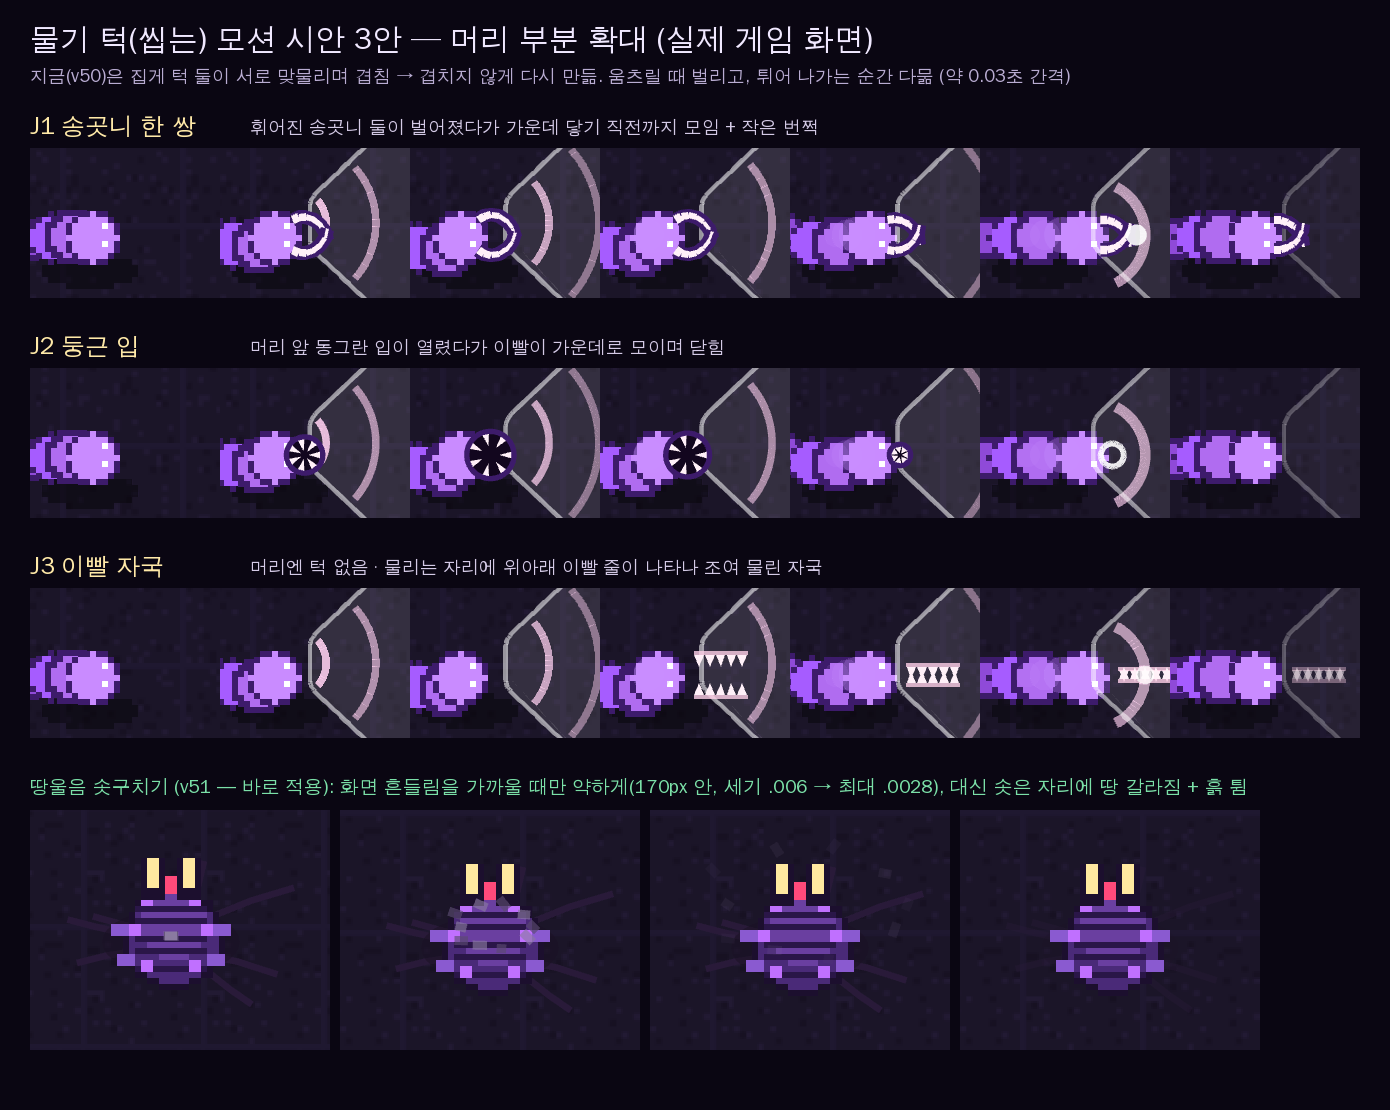 물기 턱(씹는) 모션 시안 3안 — 머리 부분 확대 (실제 게임 화면)
지금(v50)은 집게 턱 둘이 서로 맞물리며 겹침 → 겹치지 않게 다시 만듦. 움츠릴 때 벌리고, 튀어 나가는 순간 다묾 (약 0.03초 간격)
J1 송곳니 한 쌍 휘어진 송곳니 둘이 벌어졌다가 가운데 닿기 직전까지 모임 + 작은 번쩍
J2 둥근 입 머리 앞 동그란 입이 열렸다가 이빨이 가운데로 모이며 닫힘
J3 이빨 자국 머리엔 턱 없음 · 물리는 자리에 위아래 이빨 줄이 나타나 조여 물린 자국
땅울음 솟구치기 (v51 — 바로 적용): 화면 흔들림을 가까울 때만 약하게(170px 안, 세기 .006 → 최대 .0028), 대신 솟은 자리에 땅 갈라짐 + 흙 튐